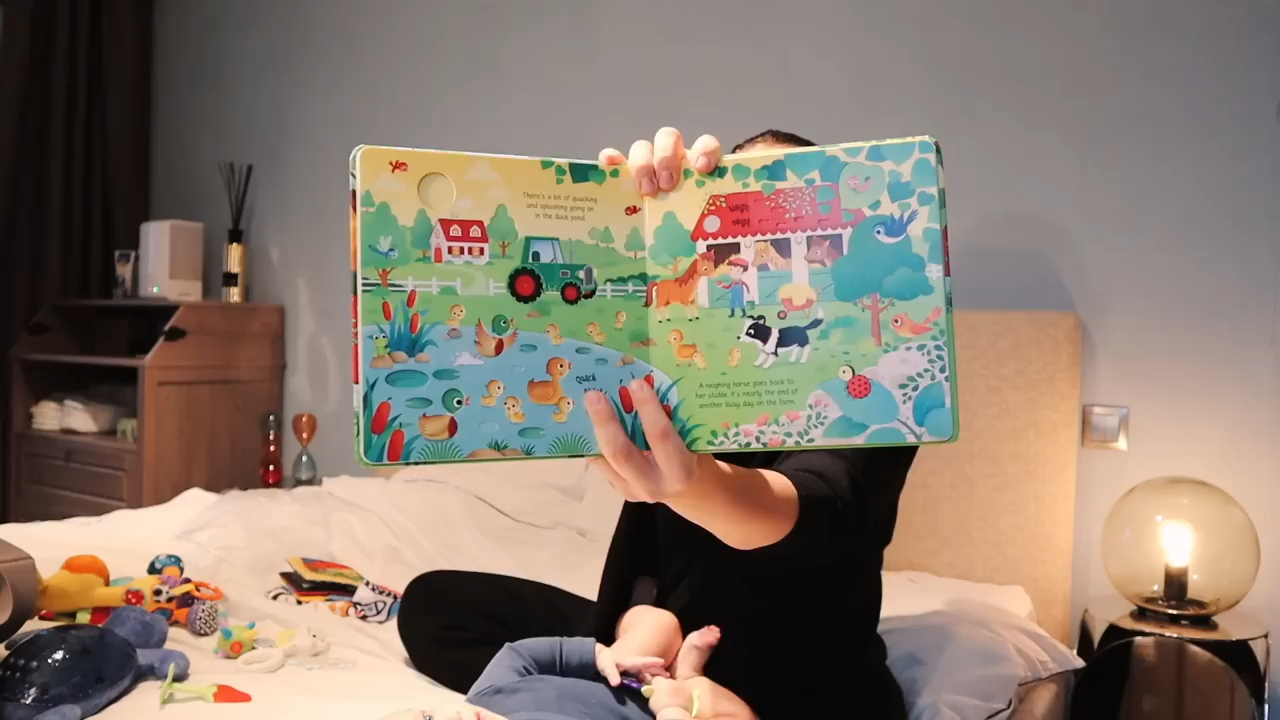 There's a lot of quacking
and splashing going on
in the duck pond.
Quack
A neighing horse goes back to
her stable. It's nearly the end of
another busy day on the farm.